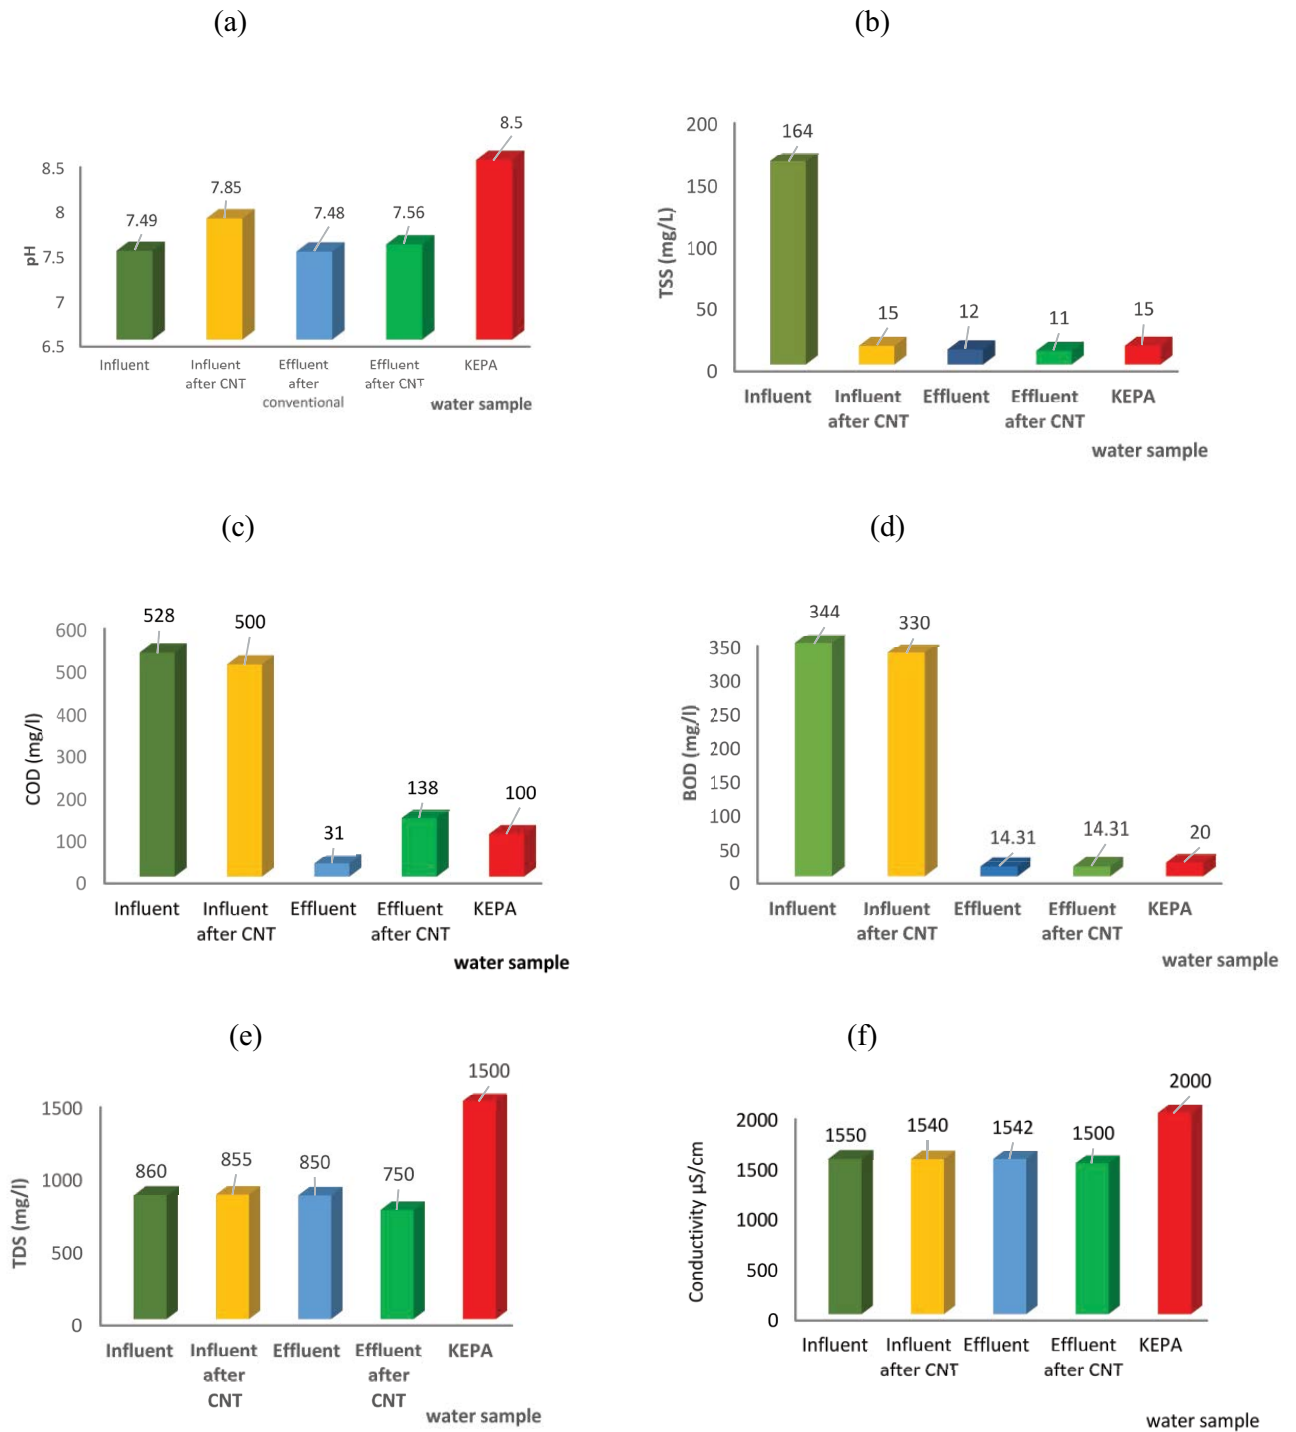 (a)
8.5
8.5
7.85
8
7.49
7.48
7.56
7.5
pH
7
6.5
Influent
Influent after CNT
Effluent after conventional
Effluent after CNT
KEPA
water sample
(b)
200
164
150
TSS (mg/L)
100
50
15
12
11
15
0
Influent
Influent after CNT
Effluent
Effluent after CNT
KEPA
water sample
(c)
600
528
500
500
400
COD (mg/l)
300
200
138
100
100
31
0
Influent
Influent after CNT
Effluent
Effluent after CNT
KEPA
water sample
(d)
344
330
350
300
250
200
BOD (mg/l)
150
100
50
14.31
14.31
20
0
Influent
Influent after CNT
Effluent
Effluent after CNT
KEPA
water sample
(e)
1500
1500
1000
860
855
850
750
TDS (mg/l)
500
0
Influent
Influent after CNT
Effluent
Effluent after CNT
KEPA
water sample
(f)
2000
2000
1550
1540
1542
1500
1500
Conductivity µS/cm
1000
500
0
Influent
Influent after CNT
Effluent
Effluent after CNT
KEPA
water sample